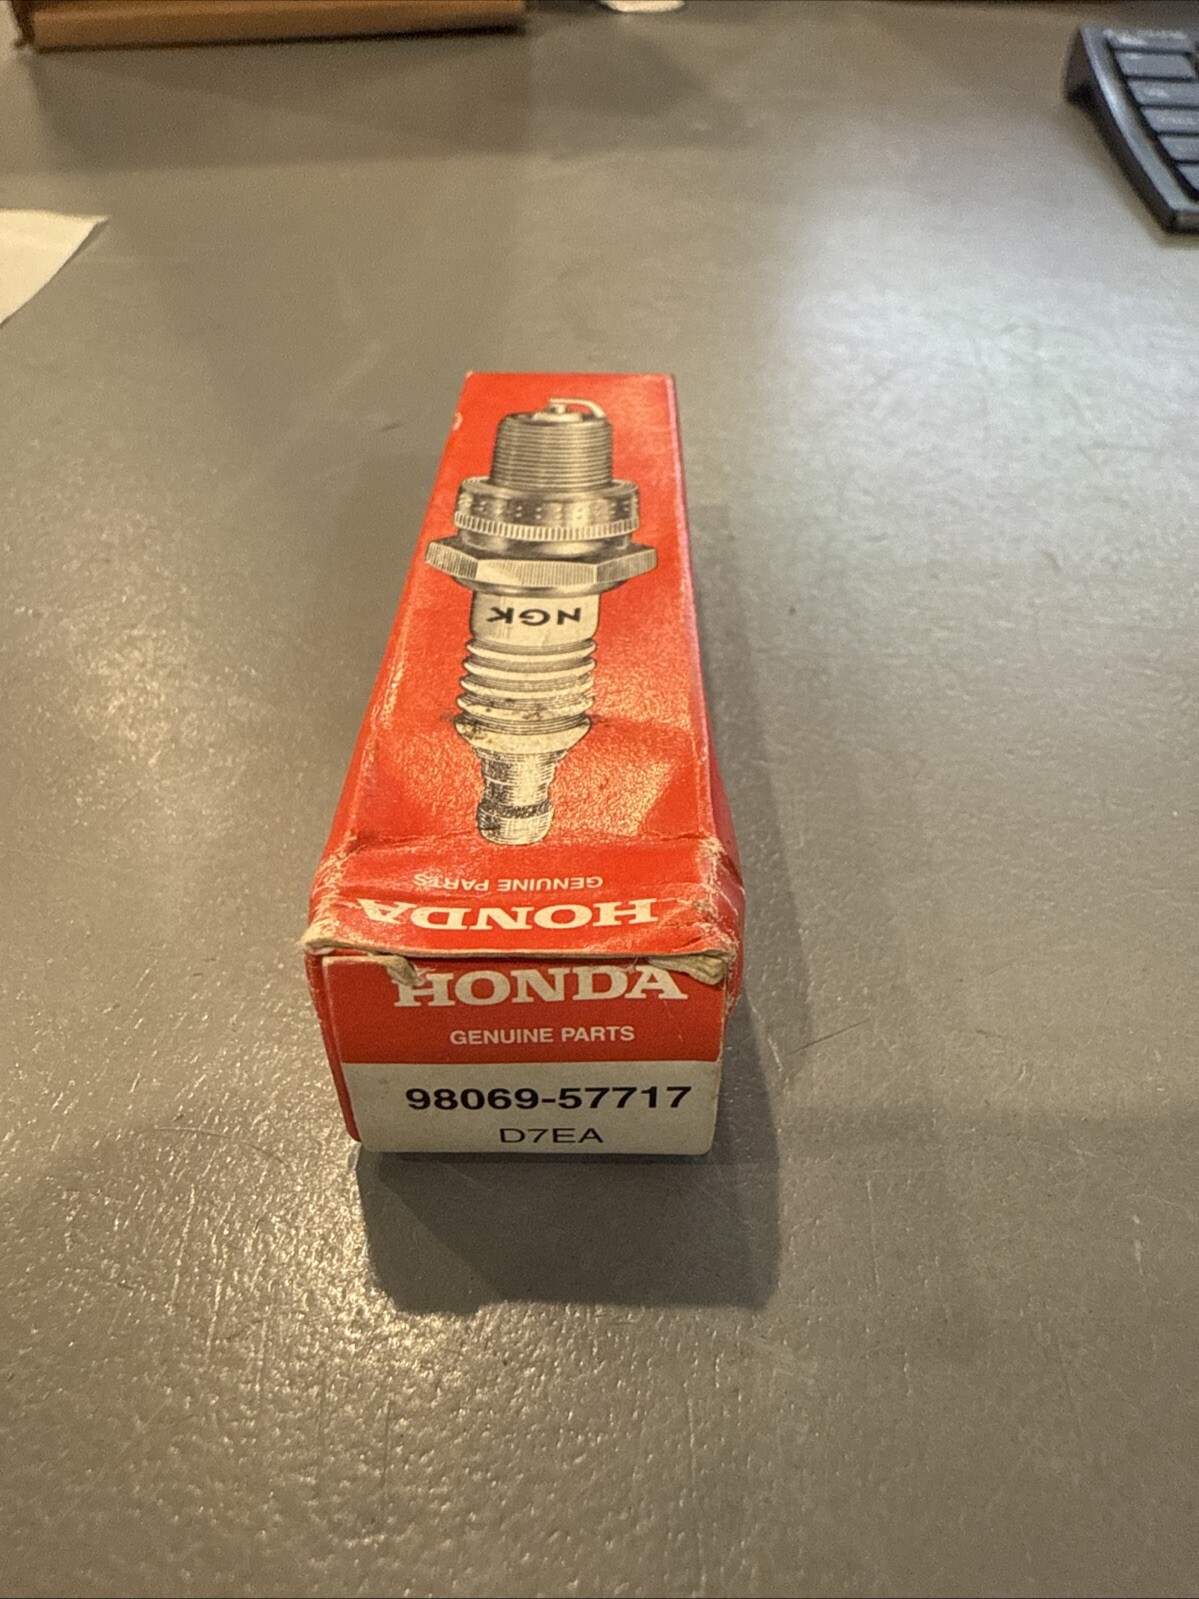 NGK
GENUINE PARTS
HONDA
HONDA
GENUINE PARTS
98069-57717
D7EA